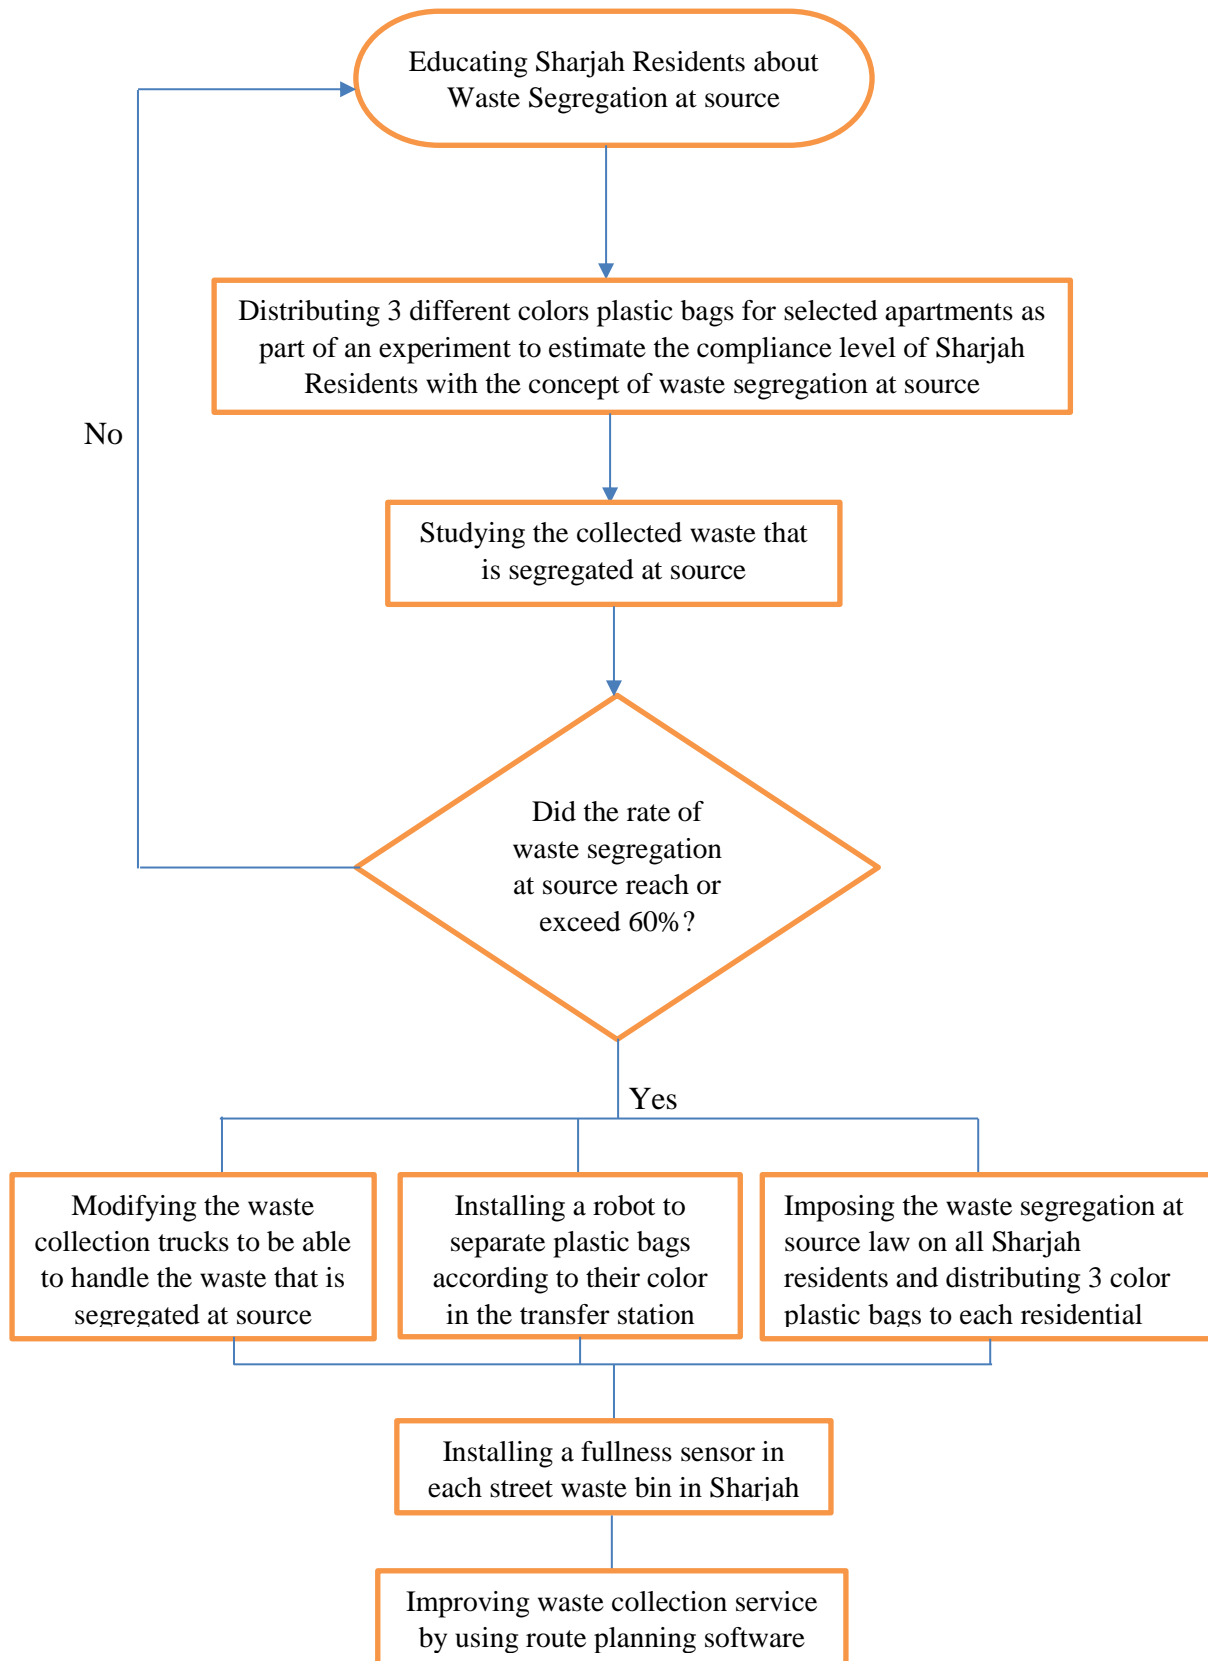 Educating Sharjah Residents about
Waste Segregation at source
Distributing 3 different colors plastic bags for selected apartments as
part of an experiment to estimate the compliance level of Sharjah
Residents with the concept of waste segregation at source
No
Studying the collected waste that
is segregated at source
Did the rate of
waste segregation
at source reach or
exceed 60%?
Yes
Modifying the waste
collection trucks to be able
to handle the waste that is
segregated at source
Installing a robot to
separate plastic bags
according to their color
in the transfer station
Imposing the waste segregation at
source law on all Sharjah
residents and distributing 3 color
plastic bags to each residential
Installing a fullness sensor in
each street waste bin in Sharjah
Improving waste collection service
by using route planning software